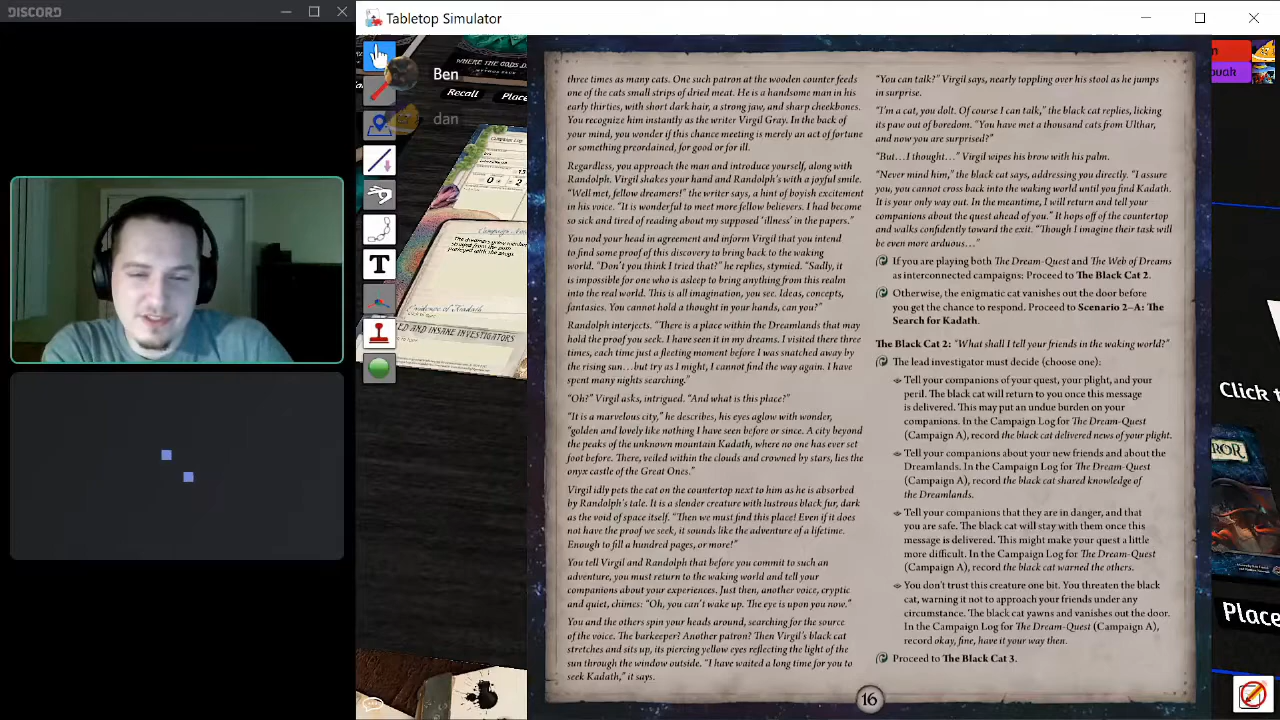 DISCORD
Tabletop Simulator
Ben
dan
WHERE THE GODS
Recall
Place
Campaign Log
AND INSANE INVESTIGATORS
three times as many cats. One such patron at the wooden counter feeds
one of the cats small strips of dried meat. He is a handsome man in his
early thirties, with short dark hair, a strong jaw, and sharp cheekbones.
You recognize him instantly as the writer Virgil Gray. In the back of
your mind, you wonder if this chance meeting is merely an act of fortune
or something preordained, for good or for ill.
Regardless, you approach the man and introduce yourself, along with
Randolph. Virgil shakes your hand and Randolph's with a joyful smile.
“Well met, fellow dreamers!” the writer says, a hint of boyish excitement
in his voice. “It is wonderful to meet more fellow believers. I had become
so sick and tired of reading about my supposed ‘illness’ in the papers.”
You nod your head in agreement and inform Virgil that you intend
to find some proof of this discovery to bring back to the waking
world. “Don't you think I tried that?” he replies, stymied. “Sadly, it
is impossible for one who is asleep to bring anything from this realm
into the real world. This is all imagination, you see. Ideas, concepts,
fantasies. You cannot hold a thought in your hands, can you?”
Randolph interjects. “There is a place within the Dreamlands that may
hold the proof you seek. I have seen it in my dreams. I visited there three
times, each time just a fleeting moment before I was snatched away by
the rising sun…but try as I might, I cannot find the way again. I have
spent many nights searching.”
“Oh?” Virgil asks, intrigued. “And what is this place?”
“It is a marvelous city,” he describes, his eyes aglow with wonder,
“golden and lovely like nothing I have seen before or since. A city beyond
the peaks of the unknown mountain Kadath, where no one has ever set
foot before. There, veiled within the clouds and crowned by stars, lies the
onyx castle of the Great Ones.”
Virgil idly pets the cat on the countertop next to him as he is absorbed
by Randolph's tale. It is a slender creature with lustrous black fur, dark
as the void of space itself. “Then we must find this place! Even if it does
not have the proof we seek, it sounds like the adventure of a lifetime.
Enough to fill a hundred pages, or more!”
You tell Virgil and Randolph that before you commit to such an
adventure, you must return to the waking world and tell your
companions about your experiences. Just then, another voice, cryptic
and quiet, chimes: “Oh, you can't wake up. The eye is upon you now.”
You and the others spin your heads around, searching for the source
of the voice. The barkeeper? Another patron? Then Virgil's black cat
stretches and sits up, its piercing yellow eyes reflecting the light of the
sun through the window outside. “I have waited a long time for you to
seek Kadath,” it says.
“You can talk?” Virgil says, nearly toppling over his stool as he jumps
in surprise.
“I'm a cat, you dolt. Of course I can talk,” the black cat replies, licking
its paw out of boredom. “You have met a thousand cats from Ulthar,
and now you are surprised?”
“But…I thought…” Virgil wipes his brow with his palm.
“Never mind him,” the black cat says, addressing you directly. “I assure
you, you cannot cross back into the waking world until you find Kadath.
It is your only way out. In the meantime, I will return and tell your
companions about the quest ahead of you.” It hops off of the countertop
and walks confidently toward the exit. “Though I imagine their task will
be even more arduous…”
If you are playing both The Dream-Quest and The Web of Dreams
as interconnected campaigns: Proceed to The Black Cat 2.
Otherwise, the enigmatic cat vanishes out the door before
you get the chance to respond. Proceed to Scenario 2–A: The
Search for Kadath.
The Black Cat 2: “What shall I tell your friends in the waking world?”
The lead investigator must decide (choose one):
Tell your companions of your quest, your plight, and your
peril. The black cat will return to you once this message
is delivered. This may put an undue burden on your
companions. In the Campaign Log for The Dream-Quest
(Campaign A), record the black cat delivered news of your plight.
Tell your companions about your new friends and about the
Dreamlands. In the Campaign Log for The Dream-Quest
(Campaign A), record the black cat shared knowledge of
the Dreamlands.
Tell your companions that they are in danger, and that
you are safe. The black cat will stay with them once this
message is delivered. This might make your quest a little
more difficult. In the Campaign Log for The Dream-Quest
(Campaign A), record the black cat warned the others.
You don't trust this creature one bit. You threaten the black
cat, warning it not to approach your friends under any
circumstance. The black cat yawns and vanishes out the door.
In the Campaign Log for The Dream-Quest (Campaign A),
record okay, fine, have it your way then.
Proceed to The Black Cat 3.
16
ovak
Click t
ROR
Place